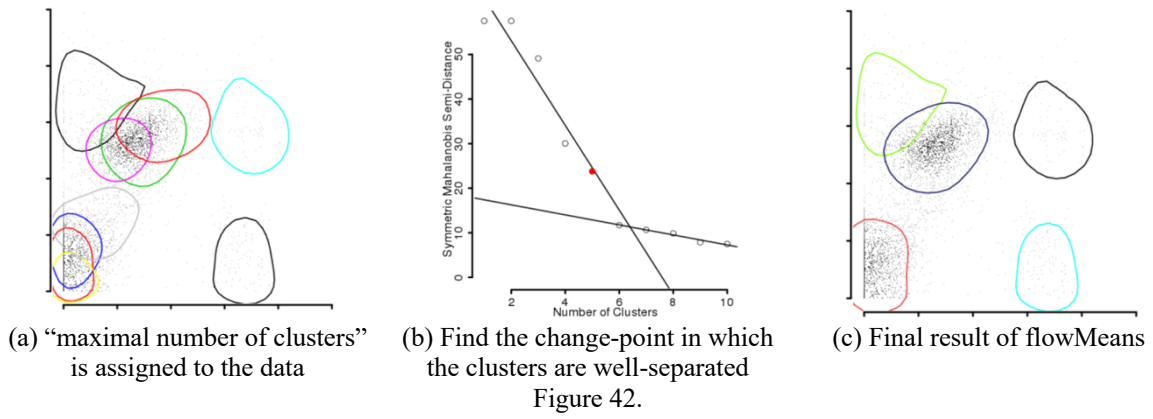 50
40
30
20
10
0
Symmetric Mahalanobis Semi-Distance
2 4 6 8 10
Number of Clusters
(a) “maximal number of clusters”
is assigned to the data
(b) Find the change-point in which
the clusters are well-separated
(c) Final result of flowMeans
Figure 42.